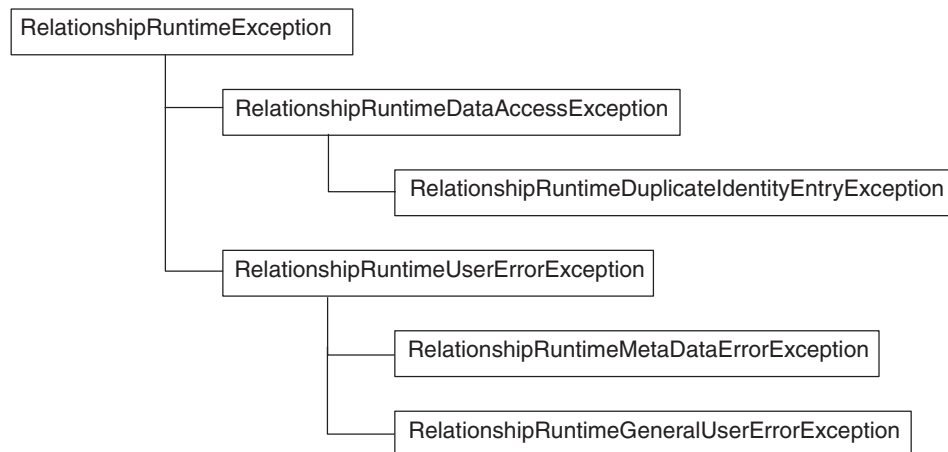 RelationshipRuntimeException
RelationshipRuntimeDataAccessException
RelationshipRuntimeDuplicateIdentityEntryException
RelationshipRuntimeUserErrorException
RelationshipRuntimeMetaDataErrorException
RelationshipRuntimeGeneralUserErrorException